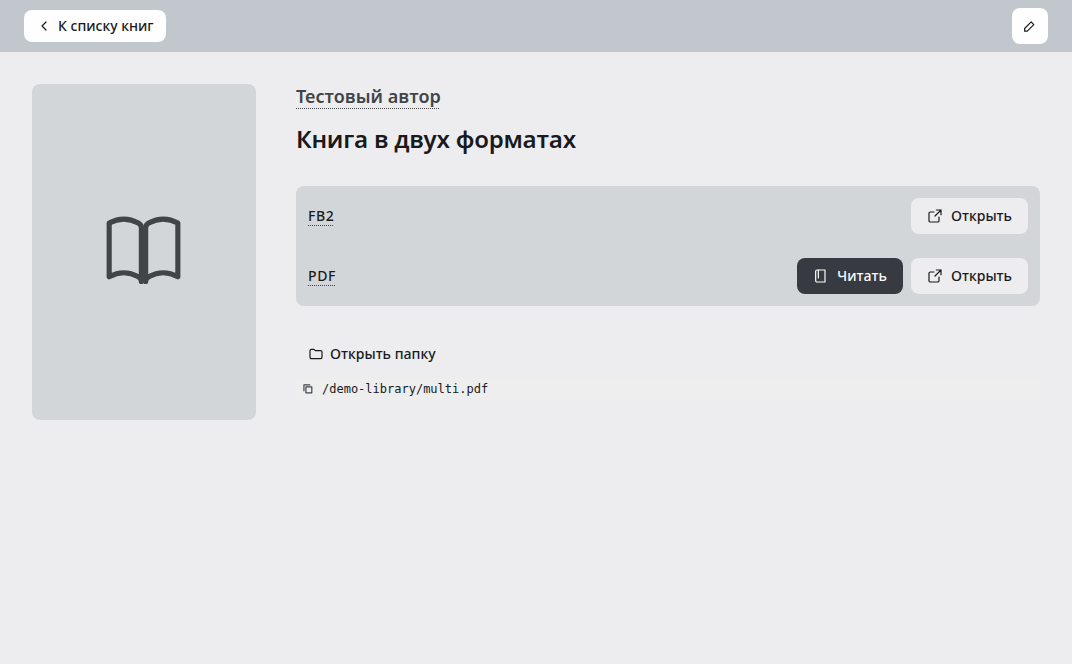 К списку книг
Тестовый автор
Книга в двух форматах
FB2
Открыть
PDF
Читать
Открыть
Открыть папку
/demo-library/multi.pdf